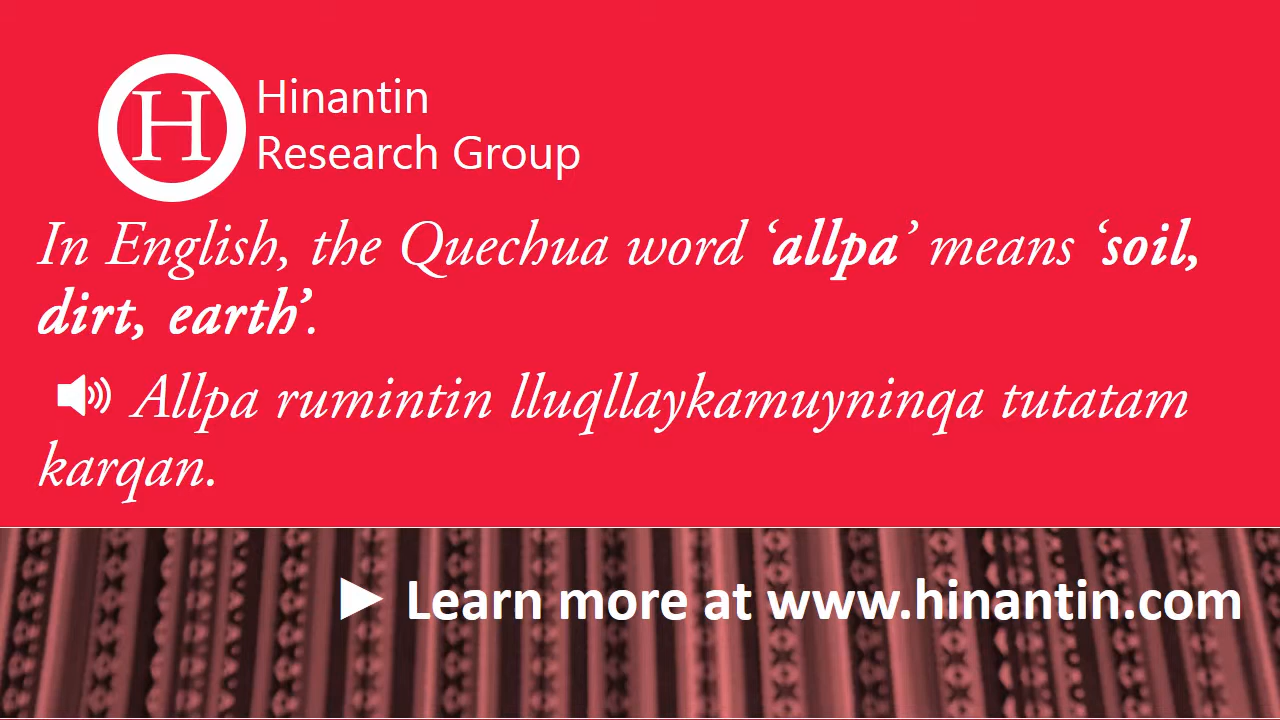 H
Hinantin
Research Group
In English, the Quechua word ‘allpa’ means ‘soil,
dirt, earth’.
Allpa rumintin lluqllaykamuyninqa tutatam
karqan.
► Learn more at www.hinantin.com